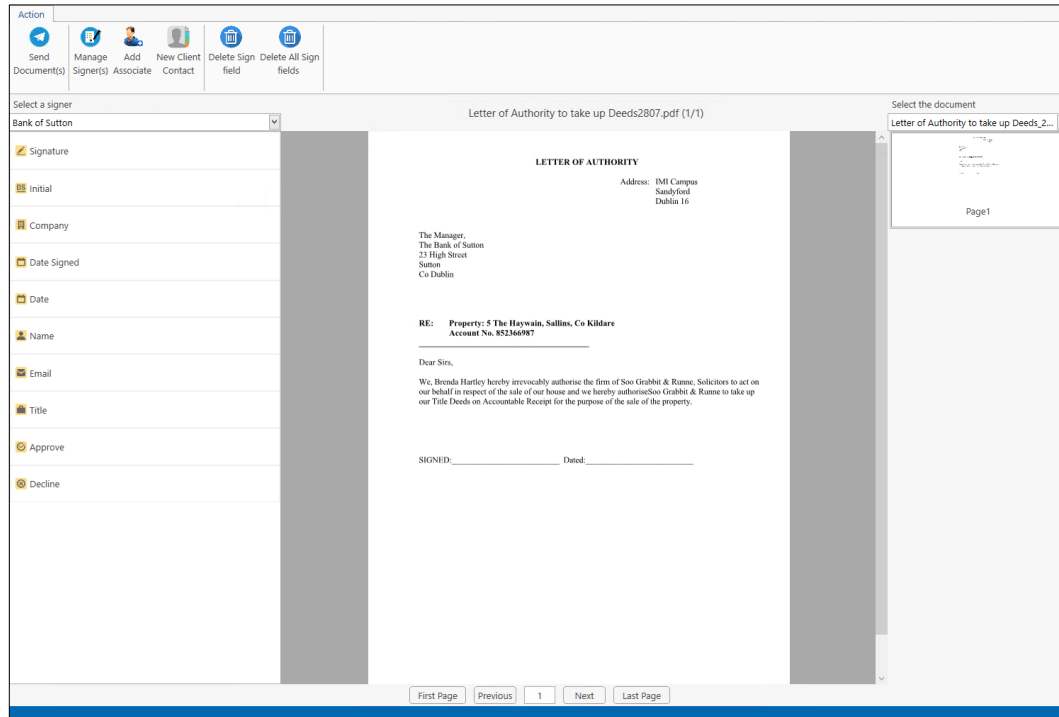 Action
Send Document(s)
Manage Signer(s)
Add Associate
New Client Contact
Delete Sign field
Delete All Sign fields
Select a signer
Bank of Sutton
Signature
DS Initial
Company
Date Signed
Date
Name
Email
Title
Approve
Decline
Letter of Authority to take up Deeds2807.pdf (1/1)
LETTER OF AUTHORITY
Address: IMI Campus
Sandyford
Dublin 16
The Manager,
The Bank of Sutton
23 High Street
Sutton
Co Dublin
RE: Property: 5 The Haywain, Sallins, Co Kildare
Account No. 852366987
Dear Sirs,
We, Brenda Hartley hereby irrevocably authorise the firm of Soo Grabbit & Runne, Solicitors to act on
our behalf in respect of the sale of our house and we hereby authoriseSoo Grabbit & Runne to take up
our Title Deeds on Accountable Receipt for the purpose of the sale of the property.
SIGNED:____________________________ Dated:____________________________
First Page Previous 1 Next Last Page
Select the document
Letter of Authority to take up Deeds_2...
Page1